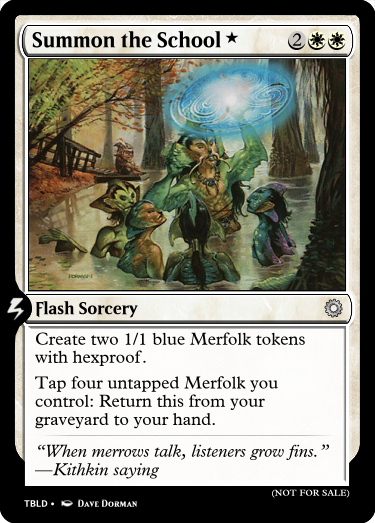 Summon the School ★ 2
Flash Sorcery
Create two 1/1 blue Merfolk tokens
with hexproof.
Tap four untapped Merfolk you
control: Return this from your
graveyard to your hand.
“When merrows talk, listeners grow fins.”
—Kithkin saying
(NOT FOR SALE)
TBLD • Dave Dorman